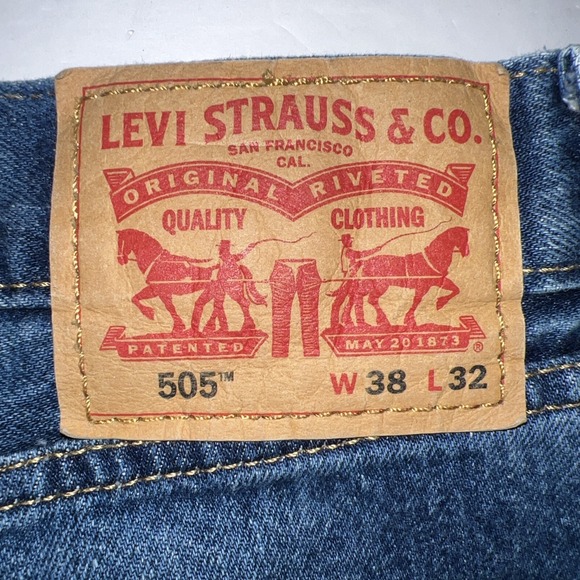 LEVI STRAUSS & CO.
SAN FRANCISCO
CAL.
ORIGINAL RIVETED
QUALITY CLOTHING
PATENTED MAY 20 1873 ®
505™ W 38 L 32